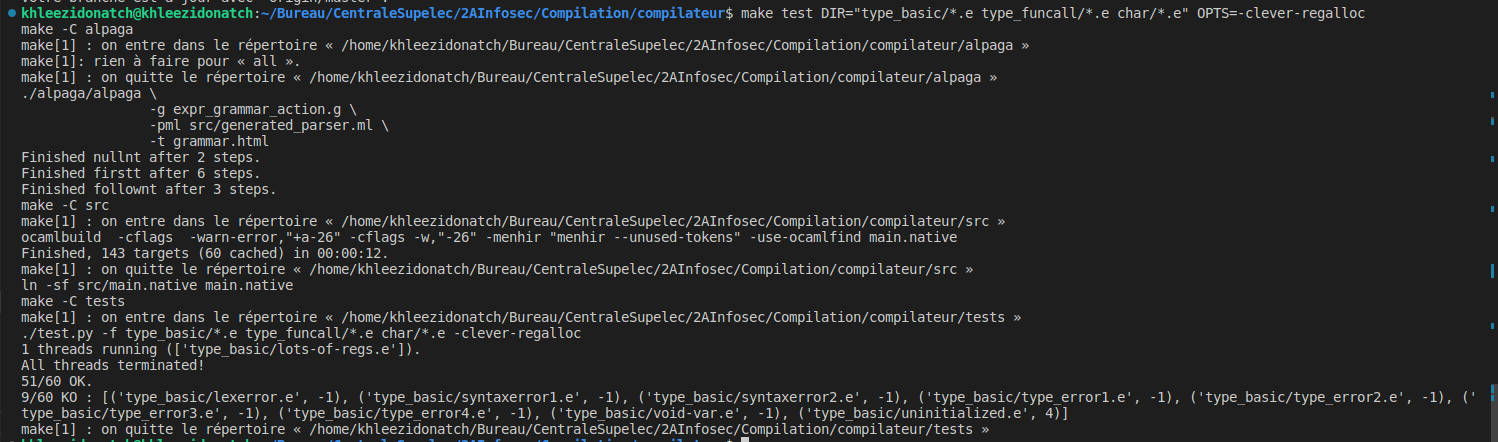 khleezidonatch@khleezidonatch:~/Bureau/CentraleSupelec/2AInfosec/Compilation/compilateur$ make test DIR="type_basic/*.e type_funcall/*.e char/*.e" OPTS=-clever-regalloc
make -C alpaga
make[1] : on entre dans le répertoire « /home/khleezidonatch/Bureau/CentraleSupelec/2AInfosec/Compilation/compilateur/alpaga »
make[1]: rien à faire pour « all ».
make[1] : on quitte le répertoire « /home/khleezidonatch/Bureau/CentraleSupelec/2AInfosec/Compilation/compilateur/alpaga »
./alpaga/alpaga \
-g expr_grammar_action.g \
-pml src/generated_parser.ml \
-t grammar.html
Finished nullnt after 2 steps.
Finished firstt after 6 steps.
Finished follownt after 3 steps.
make -C src
make[1] : on entre dans le répertoire « /home/khleezidonatch/Bureau/CentraleSupelec/2AInfosec/Compilation/compilateur/src »
ocamlbuild  -cflags  -warn-error,"+a-26" -cflags -w,"-26" -menhir "menhir --unused-tokens" -use-ocamlfind main.native
Finished, 143 targets (60 cached) in 00:00:12.
make[1] : on quitte le répertoire « /home/khleezidonatch/Bureau/CentraleSupelec/2AInfosec/Compilation/compilateur/src »
ln -sf src/main.native main.native
make -C tests
make[1] : on entre dans le répertoire « /home/khleezidonatch/Bureau/CentraleSupelec/2AInfosec/Compilation/compilateur/tests »
./test.py -f type_basic/*.e type_funcall/*.e char/*.e -clever-regalloc
1 threads running (['type_basic/lots-of-regs.e']).
All threads terminated!
51/60 OK.
9/60 KO : [('type_basic/lexerror.e', -1), ('type_basic/syntaxerror1.e', -1), ('type_basic/syntaxerror2.e', -1), ('type_basic/type_error1.e', -1), ('type_basic/type_error2.e', -1), ('
type_basic/type_error3.e', -1), ('type_basic/type_error4.e', -1), ('type_basic/void-var.e', -1), ('type_basic/uninitialized.e', 4)]
make[1] : on quitte le répertoire « /home/khleezidonatch/Bureau/CentraleSupelec/2AInfosec/Compilation/compilateur/tests »